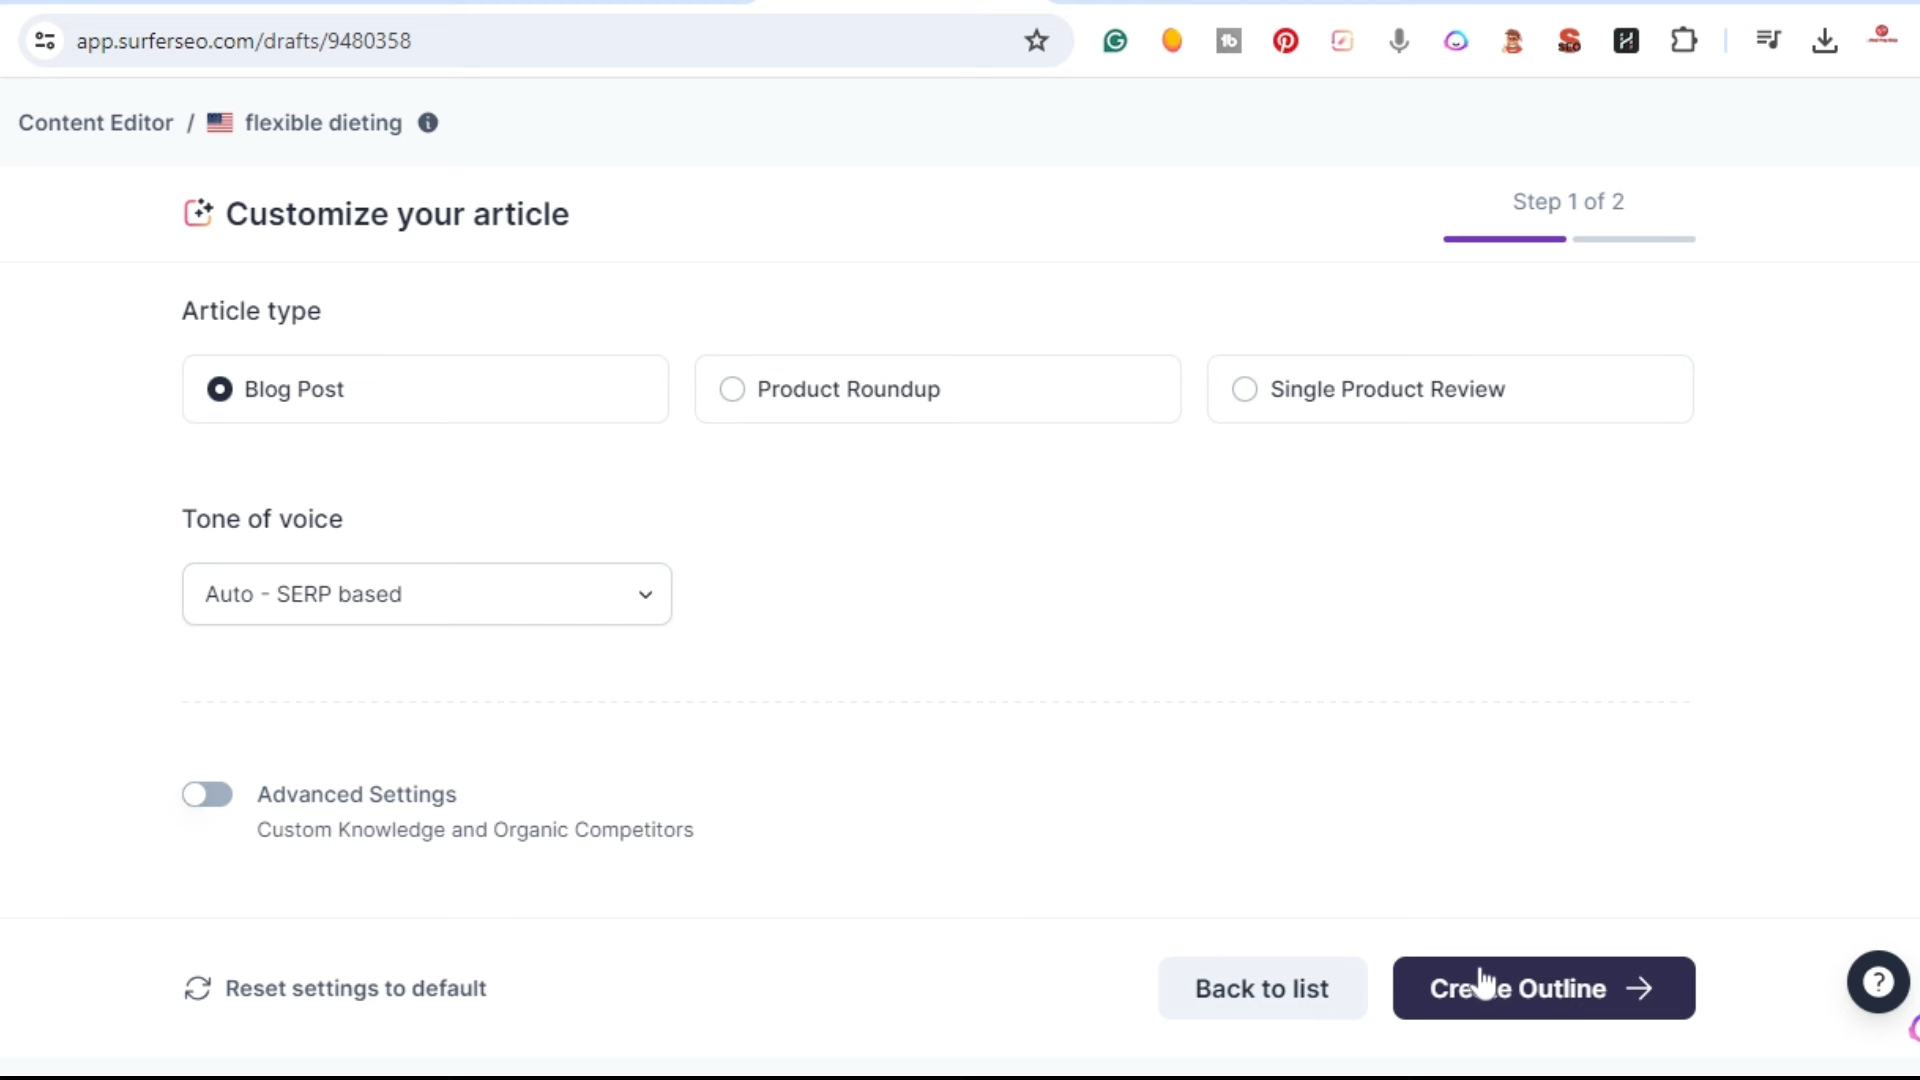 app.surferseo.com/drafts/9480358
Content Editor / flexible dieting
Customize your article
Step 1 of 2
Article type
Blog Post
Product Roundup
Single Product Review
Tone of voice
Auto - SERP based
Advanced Settings
Custom Knowledge and Organic Competitors
Reset settings to default
Back to list
Create Outline